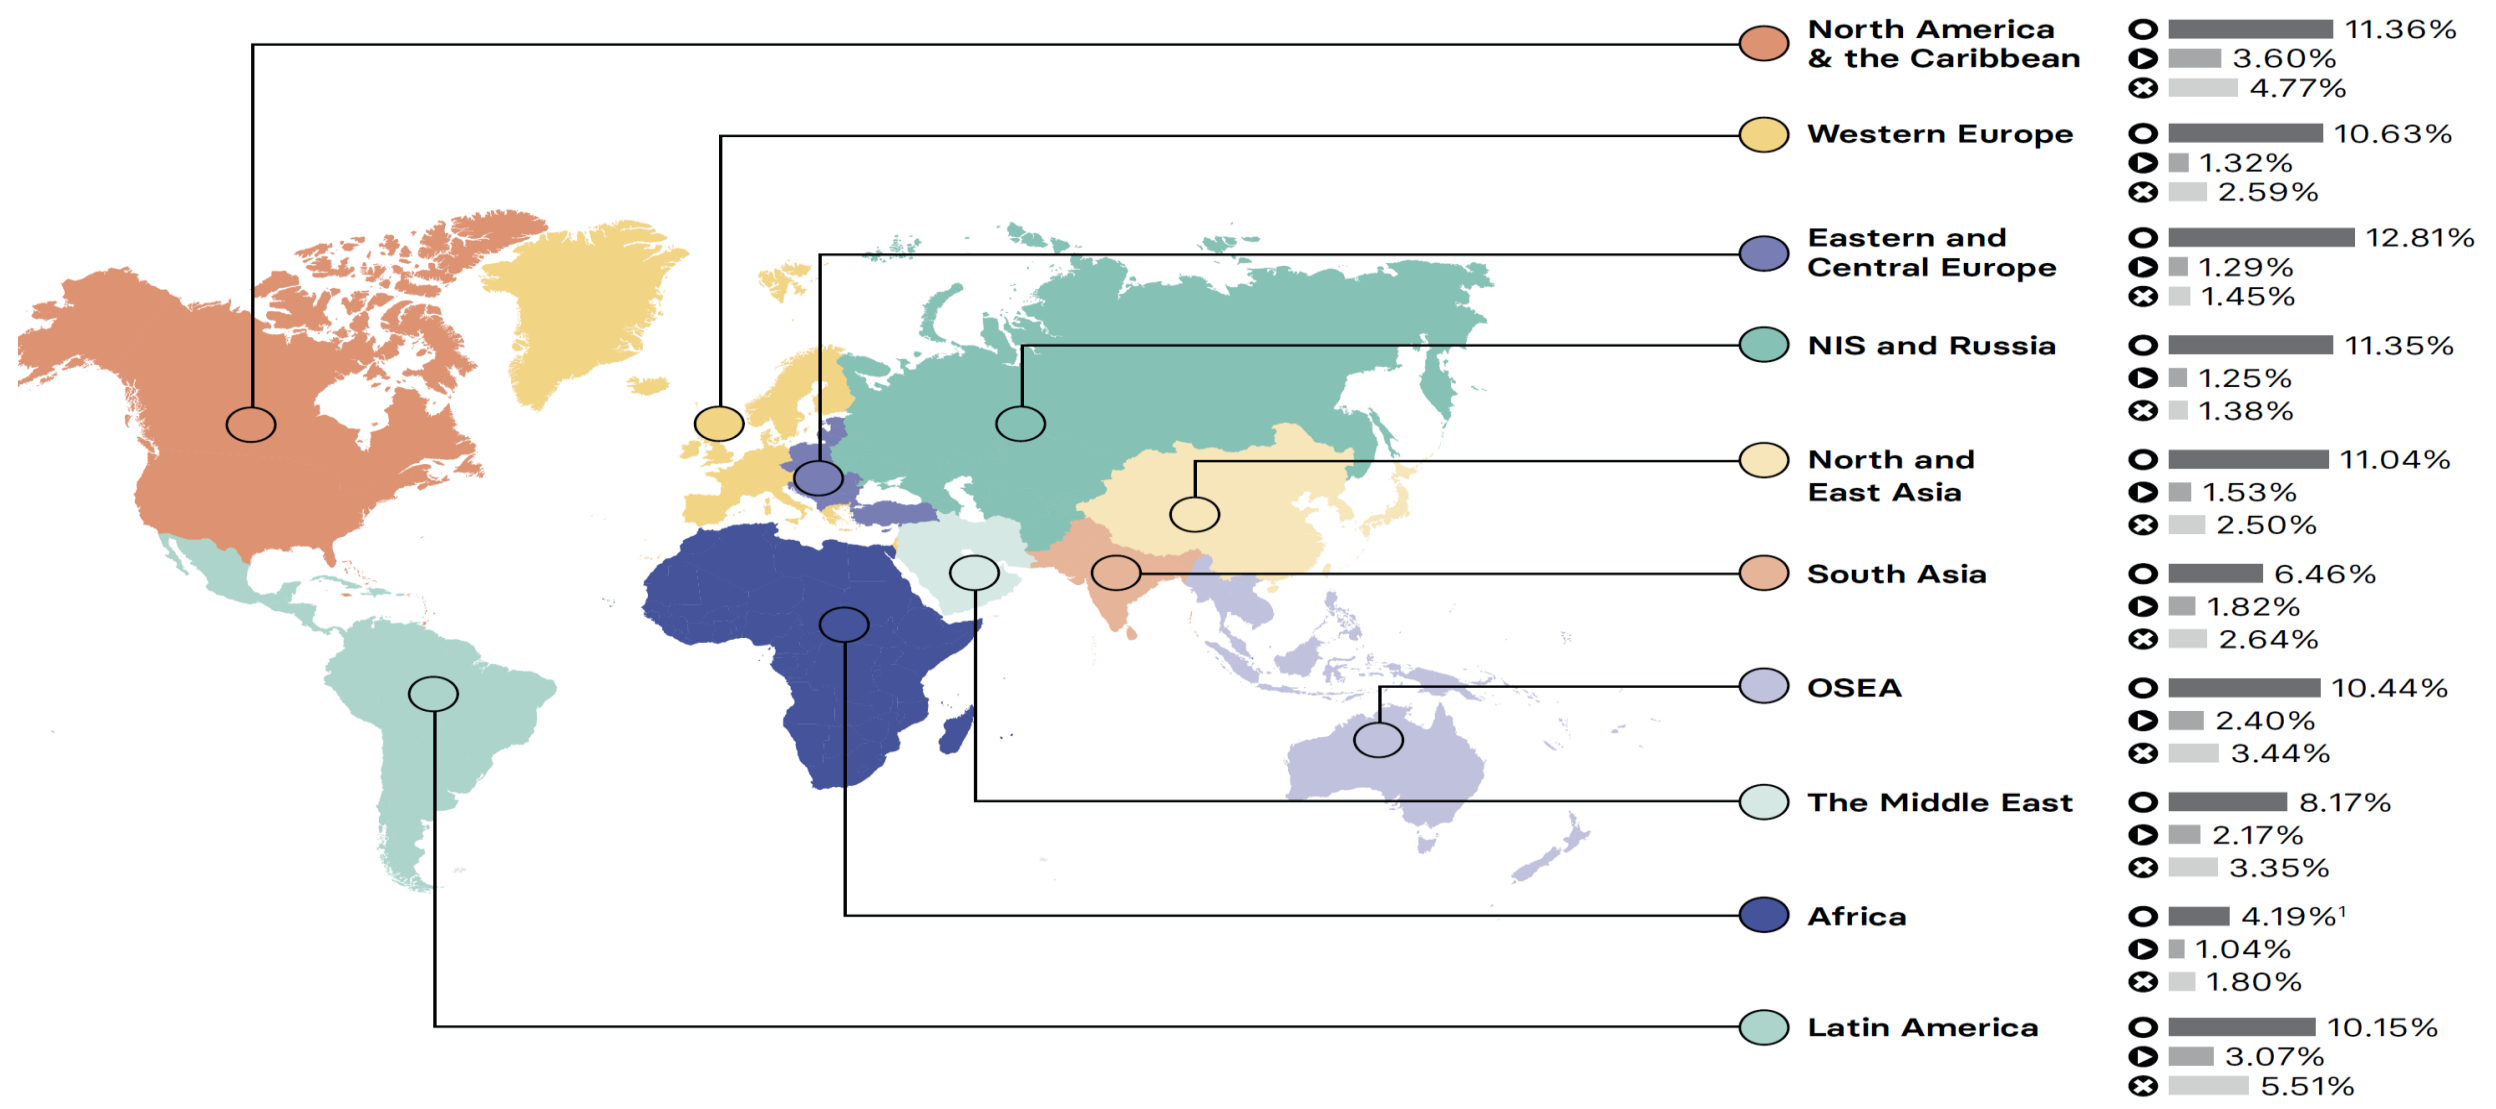 North America
& the Caribbean
11.36%
3.60%
4.77%
Western Europe
10.63%
1.32%
2.59%
Eastern and
Central Europe
12.81%
1.29%
1.45%
NIS and Russia
11.35%
1.25%
1.38%
North and
East Asia
11.04%
1.53%
2.50%
South Asia
6.46%
1.82%
2.64%
OSEA
10.44%
2.40%
3.44%
The Middle East
8.17%
2.17%
3.35%
Africa
4.19%¹
1.04%
1.80%
Latin America
10.15%
3.07%
5.51%